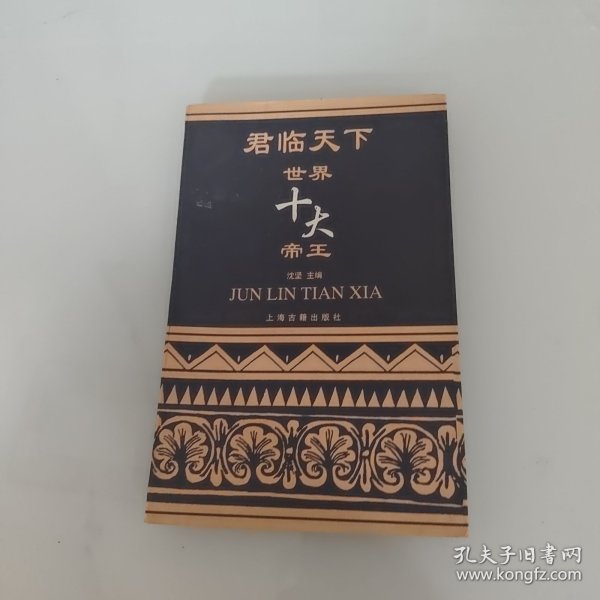 君临天下
世界
十大
帝王
沈坚 主编
JUN LIN TIAN XIA
上海古籍出版社
孔夫子旧书网
www.kongfz.com